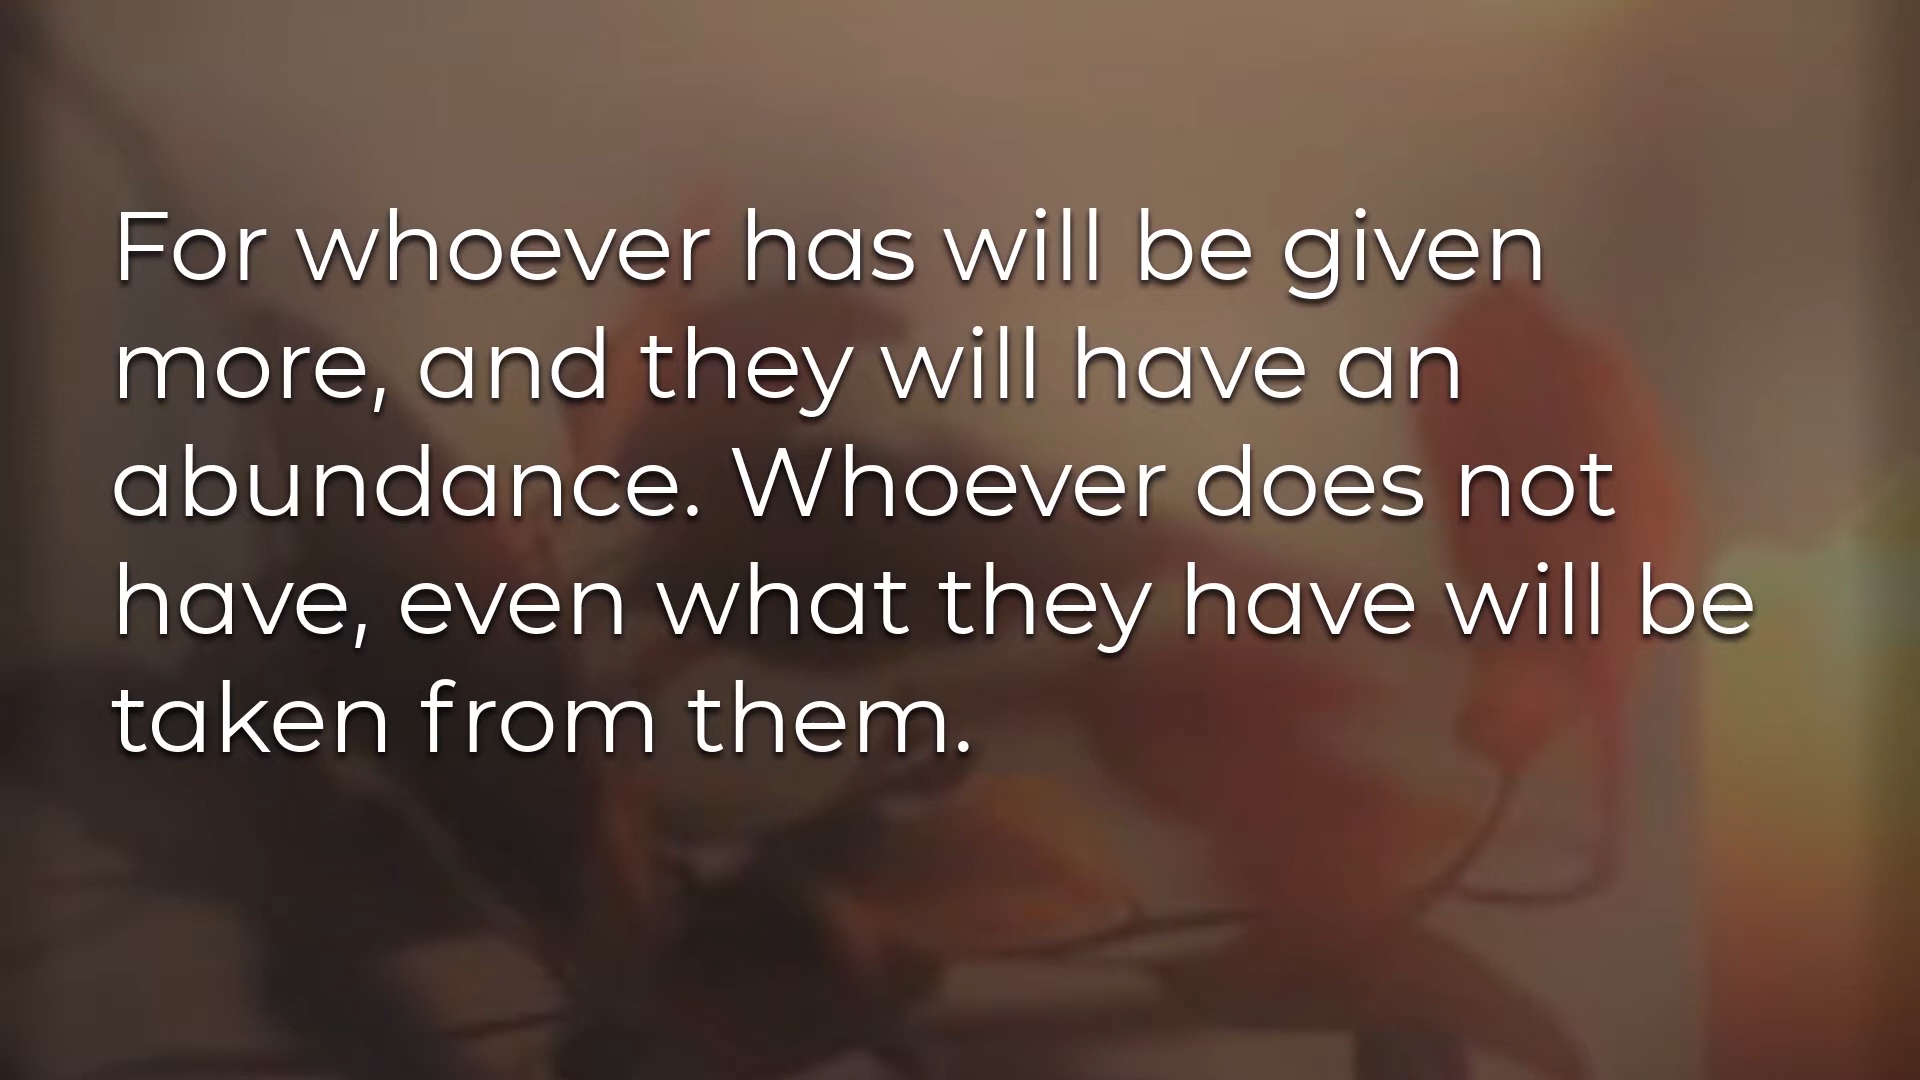 For whoever has will be given
more, and they will have an
abundance. Whoever does not
have, even what they have will be
taken from them.